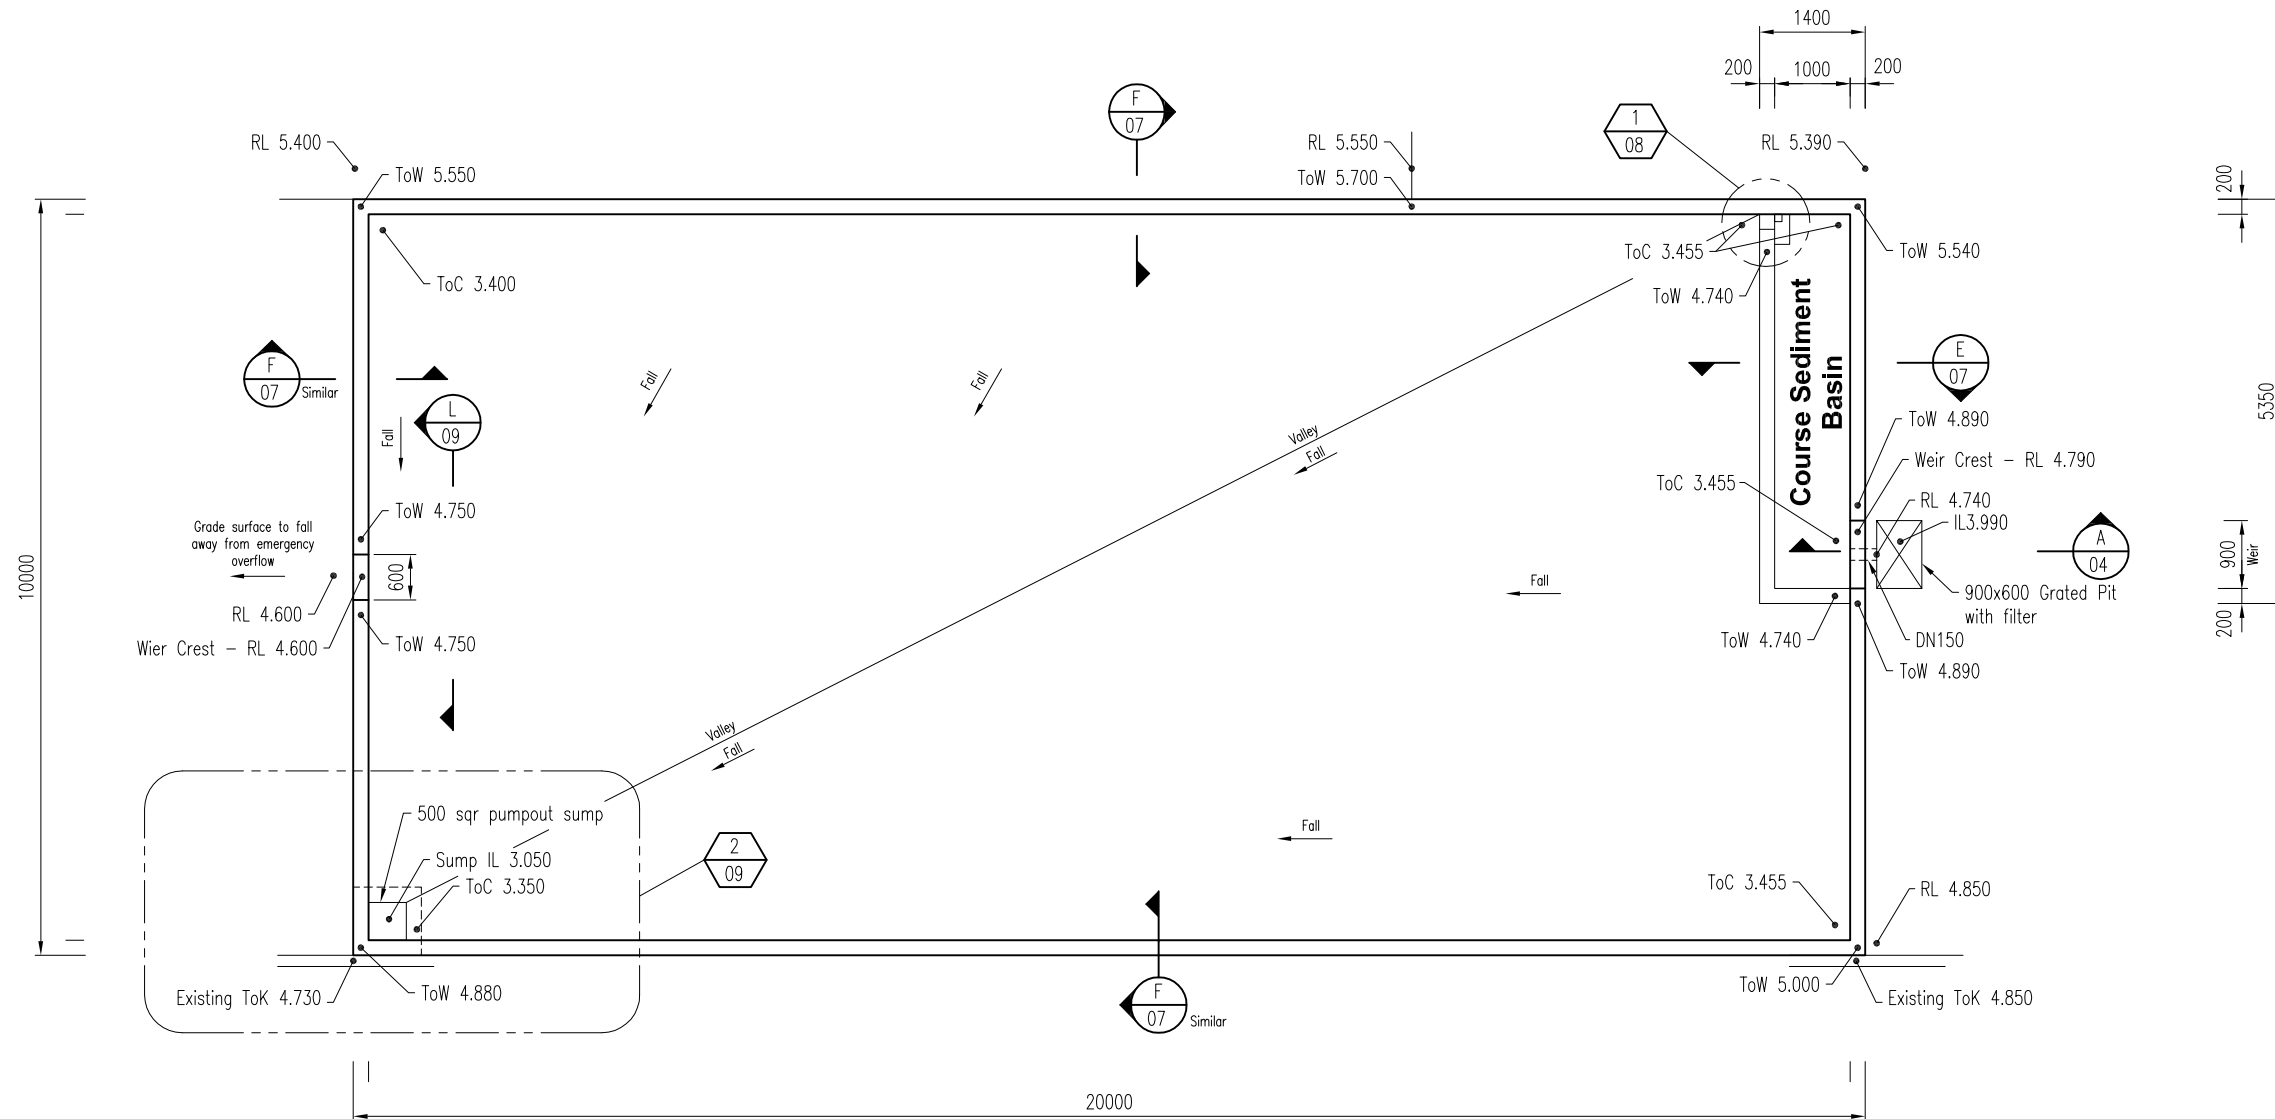 1400
200
1000
200
F
07
1
08
RL 5.400
RL 5.550
RL 5.390
ToW 5.550
ToW 5.700
200
ToC 3.455
ToW 5.540
ToC 3.400
ToW 4.740
Course Sediment
Basin
F
07
Similar
Fall
Fall
E
07
L
09
Fall
5350
ToW 4.890
Valley
Fall
Weir Crest - RL 4.790
ToC 3.455
RL 4.740
IL3.990
ToW 4.750
Grade surface to fall
away from emergency
overflow
A
04
900
Weir
10000
600
Fall
900x600 Grated Pit
with filter
RL 4.600
200
Wier Crest - RL 4.600
ToW 4.750
ToW 4.740
DN150
ToW 4.890
Valley
Fall
500 sqr pumpout sump
Fall
2
09
Sump IL 3.050
ToC 3.350
ToC 3.455
RL 4.850
Existing ToK 4.730
ToW 4.880
F
07
Similar
ToW 5.000
Existing ToK 4.850
20000